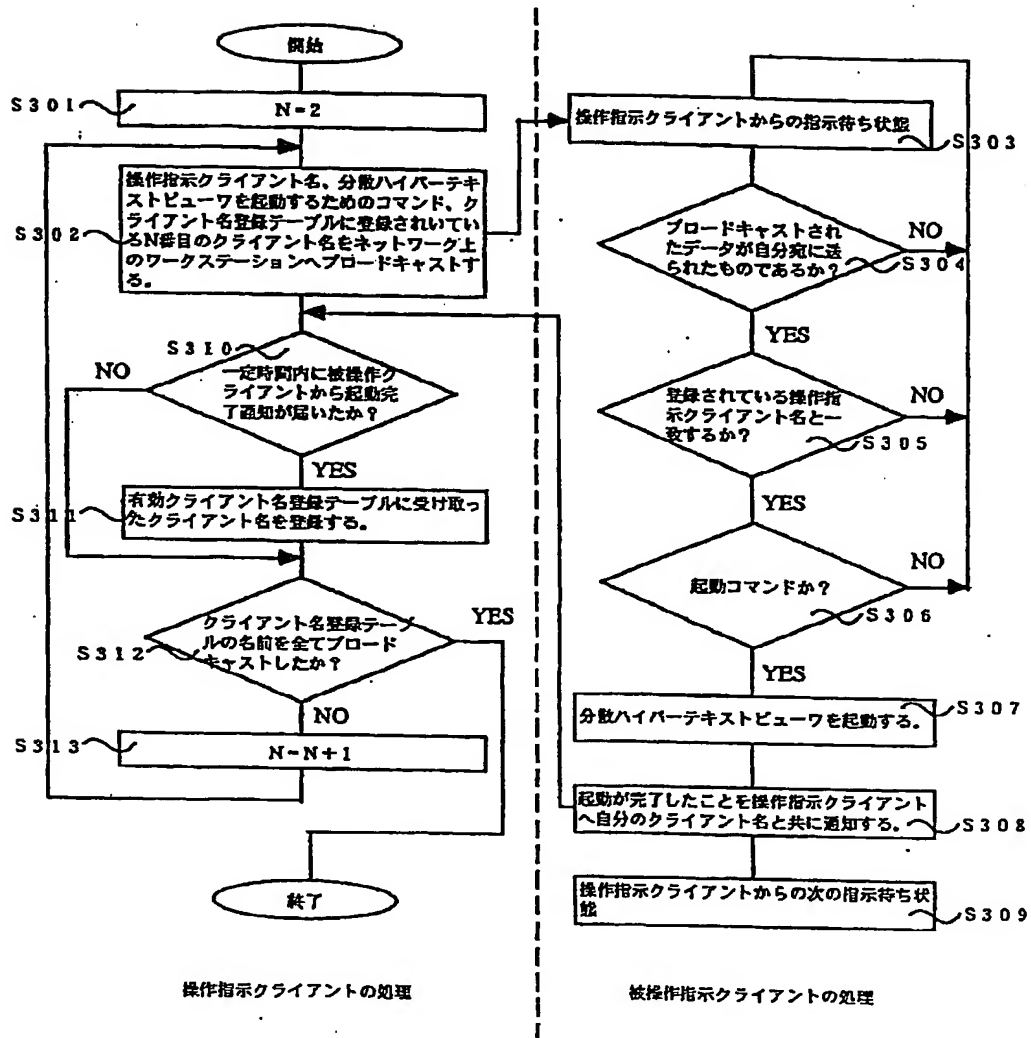 開始
S301
N=2
S302
操作指示クライアント名、分散ハイパーテキ
ストビューワを起動するためのコマンド、ク
ライアント名登録テーブルに登録されいてい
るN番目のクライアント名をネットワーク上
のワークステーションへブロードキャストす
る。
S310
一定時間内に被操作ク
ライアントから起動完
了通知が届いたか？
NO
YES
S311
有効クライアント名登録テーブルに受け取っ
たクライアント名を登録する。
S312
クライアント名登録テーブ
ルの名前を全てブロード
キャストしたか？
YES
NO
S313
N=N+1
終了
操作指示クライアントの処理
操作指示クライアントからの指示待ち状態
S303
ブロードキャストされ
たデータが自分宛に送
られたものであるか？
NO
S304
YES
登録されている操作指
示クライアント名と一
致するか？
NO
S305
YES
起動コマンドか？
NO
S306
YES
分散ハイパーテキストビューワを起動する。
S307
起動が完了したことを操作指示クライアント
へ自分のクライアント名と共に通知する。
S308
操作指示クライアントからの次の指示待ち状
態
S309
被操作指示クライアントの処理